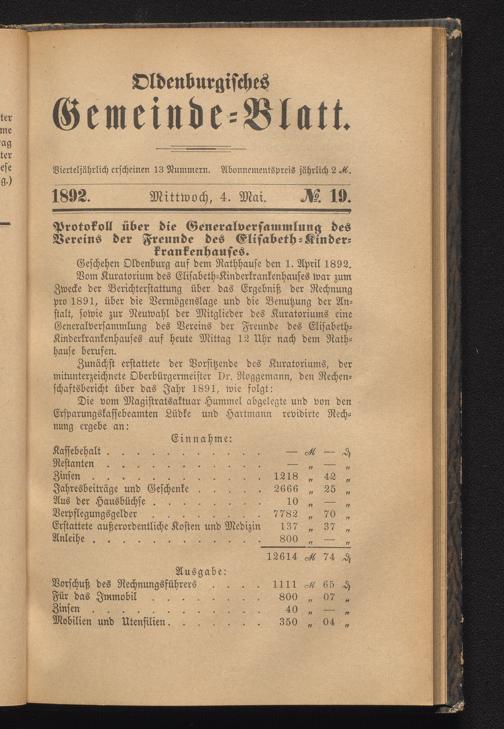 Oldenburgisches
Gemeinde-Blatt.
Vierteljährlich erscheinen 13 Nummern. Abonnementspreis jährlich 2 ℳ.
1892. Mittwoch, 4. Mai. № 19.
Protokoll über die Generalversammlung des
Vereins der Freunde des Elisabeth-Kinder-
krankenhauses.
Geschehen Oldenburg auf dem Rathhause den 1. April 1892.
Vom Kuratorium des Elisabeth-Kinderkrankenhauses war zum
Zwecke der Berichterstattung über das Ergebniß der Rechnung
pro 1891, über die Vermögenslage und die Benutzung der An-
stalt, sowie zur Neuwahl der Mitglieder des Kuratoriums eine
Generalversammlung des Vereins der Freunde des Elisabeth-
Kinderkrankenhauses auf heute Mittag 12 Uhr nach dem Rath-
hause berufen.
Zunächst erstattete der Vorsitzende des Kuratoriums, der
mitunterzeichnete Oberbürgermeister Dr. Roggemann, den Rechen-
schaftsbericht über das Jahr 1891, wie folgt:
Die vom Magistratsaktuar Hummel abgelegte und von den
Ersparungskassebeamten Lübke und Hartmann revidirte Rech-
nung ergebe an:
Einnahme:
Kassebehalt . . . . . . . . . . — ℳ — ₰
Restanten . . . . . . . . . . — „ — „
Zinsen . . . . . . . . . . 1218 „ 42 „
Jahresbeiträge und Geschenke . . . . . 2666 „ 25 „
Aus der Hausbüchse . . . . . . . . 10 „ — „
Verpflegungsgelder . . . . . . . 7782 „ 70 „
Erstattete außerordentliche Kosten und Medizin 137 „ 37 „
Anleihe . . . . . . . . . . 800 „ — „
12614 ℳ 74 ₰
Ausgabe:
Vorschuß des Rechnungsführers . . . . 1111 ℳ 65 ₰
Für das Immobil . . . . . . . . 800 „ 07 „
Zinsen . . . . . . . . . . 40 „ — „
Mobilien und Utensilien. . . . . . . 350 „ 04 „